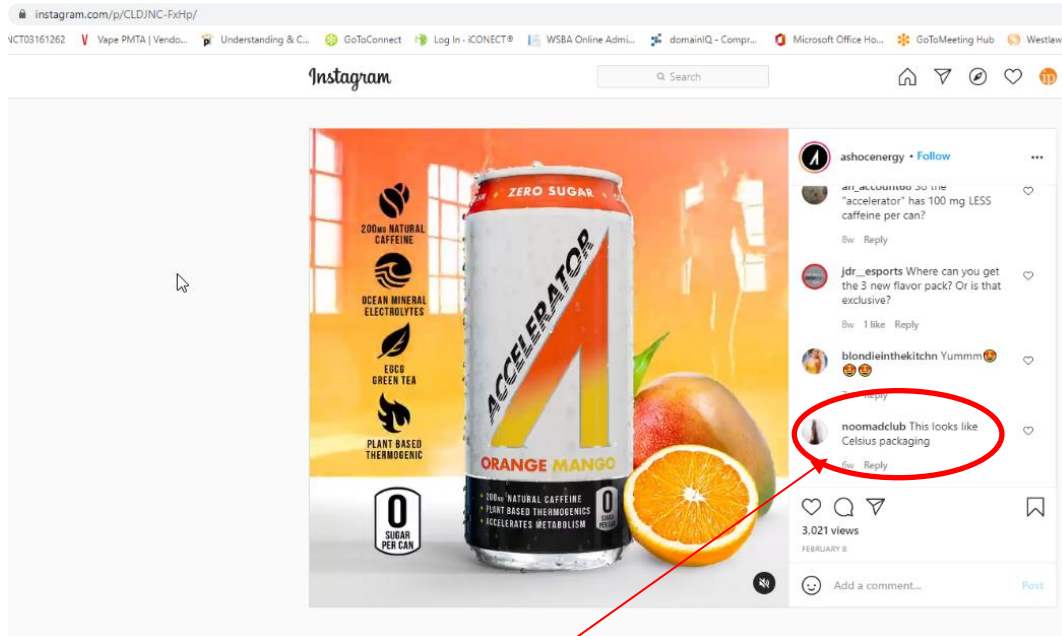 instagram.com/p/CLDJNC-FxHp/
NCT03161262 Vape PMTA | Vendo... Understanding & C... GoToConnect Log In - iCONECT® WSBA Online Admi... domainIQ - Compr... Microsoft Office Ho... GoToMeeting Hub Westlaw
Instagram
Search
ZERO SUGAR
200MG NATURAL
CAFFEINE
OCEAN MINERAL
ELECTROLYTES
EGCG
GREEN TEA
PLANT BASED
THERMOGENIC
0
SUGAR
PER CAN
ACCELERATOR
ORANGE MANGO
200MG NATURAL CAFFEINE
PLANT BASED THERMOGENICS
ACCELERATES METABOLISM
0
ashocenergy • Follow
an_account86 So the
"accelerator" has 100 mg LESS
caffeine per can?
8w Reply
jdr__esports Where can you get
the 3 new flavor pack? Or is that
exclusive?
8w 1 like Reply
blondieinthekitchn Yummm😍
😍😍
Reply
noomadclub This looks like
Celsius packaging
6w Reply
3,021 views
FEBRUARY 8
Add a comment...
Post